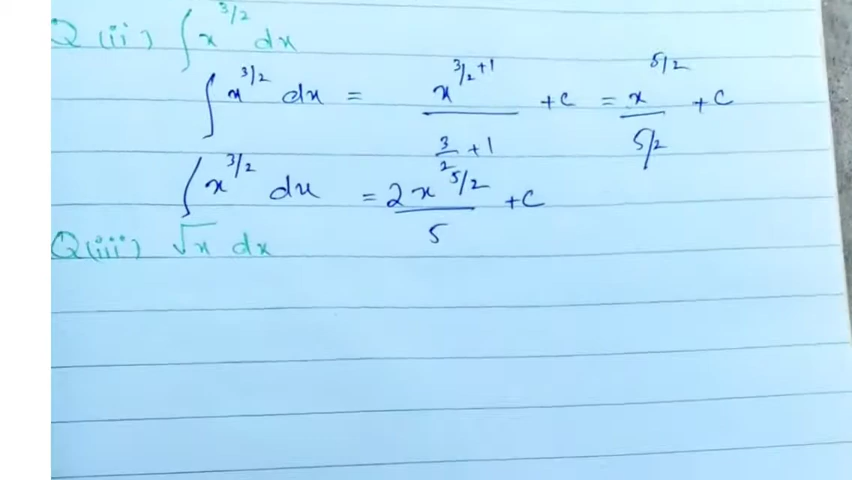 Q (ii) ∫ x^3/2 dx
∫ x^3/2 dx = x^(3/2 + 1) / (3/2 + 1) + c = x^5/2 / 5/2 + c
∫ x^3/2 dx = 2x^5/2 / 5 + c
Q(iii) √x dx